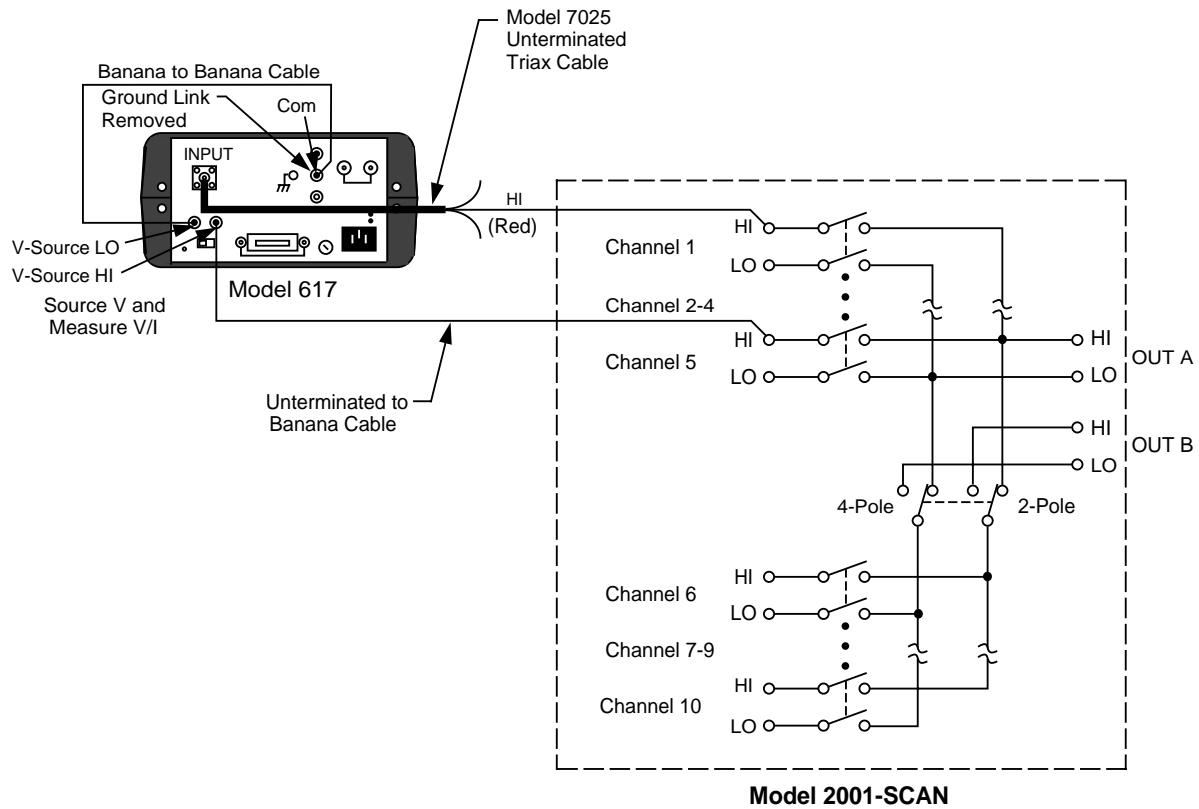 Model 7025
Unterminated
Triax Cable
Banana to Banana Cable
Ground Link
Removed
Com
INPUT
HI
(Red)
V-Source LO
V-Source HI
Model 617
Source V and
Measure V/I
Unterminated to
Banana Cable
Channel 1
HI
LO
Channel 2-4
Channel 5
HI
LO
HI
LO
OUT A
HI
LO
OUT B
4-Pole
2-Pole
Channel 6
HI
LO
Channel 7-9
Channel 10
HI
LO
Model 2001-SCAN